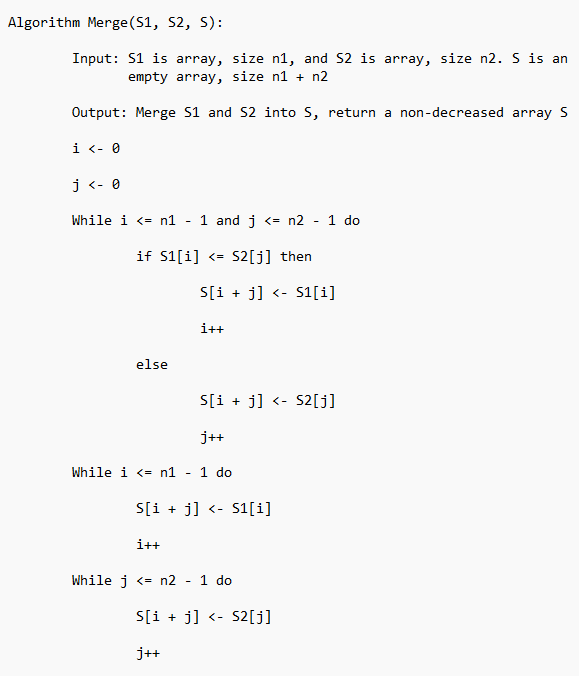 Algorithm Merge(S1, S2, S):
Input: S1 is array, size n1, and S2 is array, size n2. S is an
empty array, size n1 + n2
Output: Merge S1 and S2 into S, return a non-decreased array S
i <- 0
j <- 0
While i <= n1 - 1 and j <= n2 - 1 do
if S1[i] <= S2[j] then
S[i + j] <- S1[i]
i++
else
S[i + j] <- S2[j]
j++
While i <= n1 - 1 do
S[i + j] <- S1[i]
i++
While j <= n2 - 1 do
S[i + j] <- S2[j]
j++